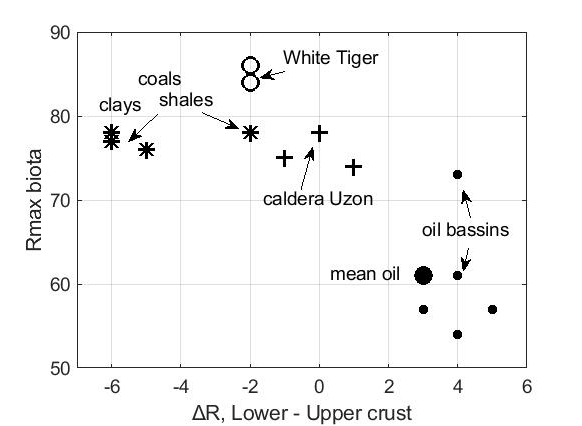 90
White Tiger
coals
clays
shales
80
70
caldera Uzon
oil bassins
mean oil
60
50
-6 -4 -2 0 2 4 6
Rmax biota
ΔR, Lower - Upper crust